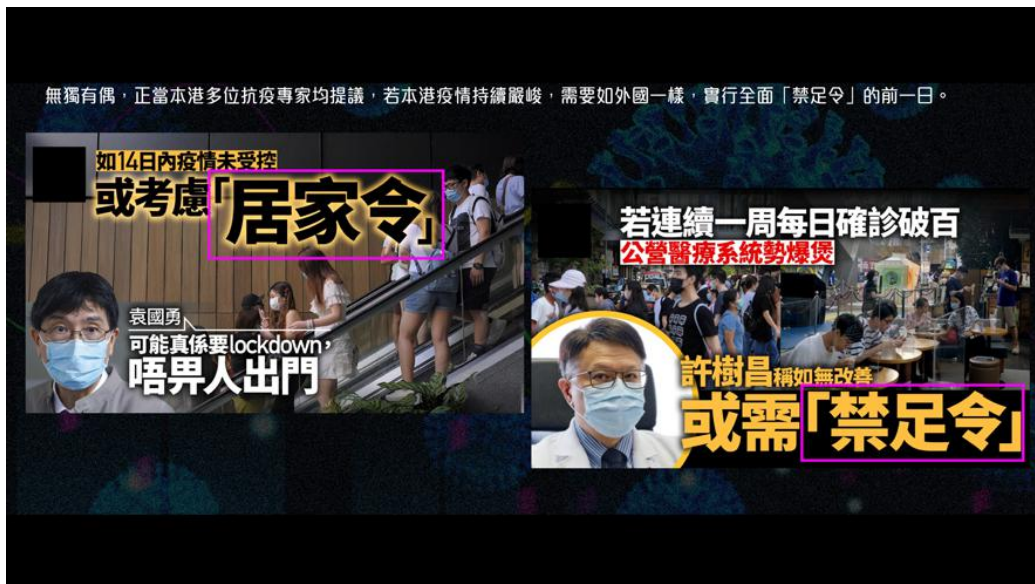 無獨有偶，正當本港多位抗疫專家均提議，若本港疫情持續嚴峻，需要如外國一樣，實行全面「禁足令」的前一日。
如14日內疫情未受控
或考慮「居家令」
袁國勇
可能真係要lockdown，
唔畀人出門
若連續一周每日確診破百
公營醫療系統勢爆煲
許樹昌稱如無改善
或需「禁足令」